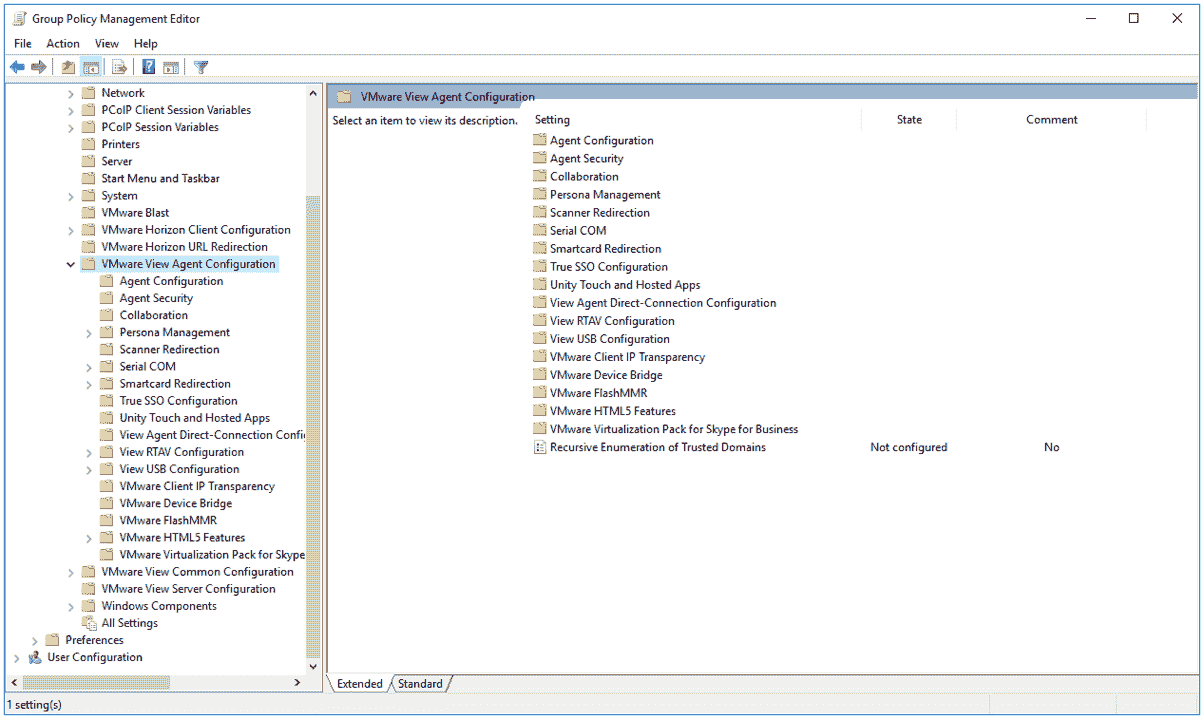 Group Policy Management Editor
File Action View Help
Network
PCoIP Client Session Variables
PCoIP Session Variables
Printers
Server
Start Menu and Taskbar
System
VMware Blast
VMware Horizon Client Configuration
VMware Horizon URL Redirection
VMware View Agent Configuration
Agent Configuration
Agent Security
Collaboration
Persona Management
Scanner Redirection
Serial COM
Smartcard Redirection
True SSO Configuration
Unity Touch and Hosted Apps
View Agent Direct-Connection Confi
View RTAV Configuration
View USB Configuration
VMware Client IP Transparency
VMware Device Bridge
VMware FlashMMR
VMware HTML5 Features
VMware Virtualization Pack for Skype
VMware View Common Configuration
VMware View Server Configuration
Windows Components
All Settings
Preferences
User Configuration
VMware View Agent Configuration
Select an item to view its description.
Setting State Comment
Agent Configuration
Agent Security
Collaboration
Persona Management
Scanner Redirection
Serial COM
Smartcard Redirection
True SSO Configuration
Unity Touch and Hosted Apps
View Agent Direct-Connection Configuration
View RTAV Configuration
View USB Configuration
VMware Client IP Transparency
VMware Device Bridge
VMware FlashMMR
VMware HTML5 Features
VMware Virtualization Pack for Skype for Business
Recursive Enumeration of Trusted Domains Not configured No
Extended Standard
1 setting(s)